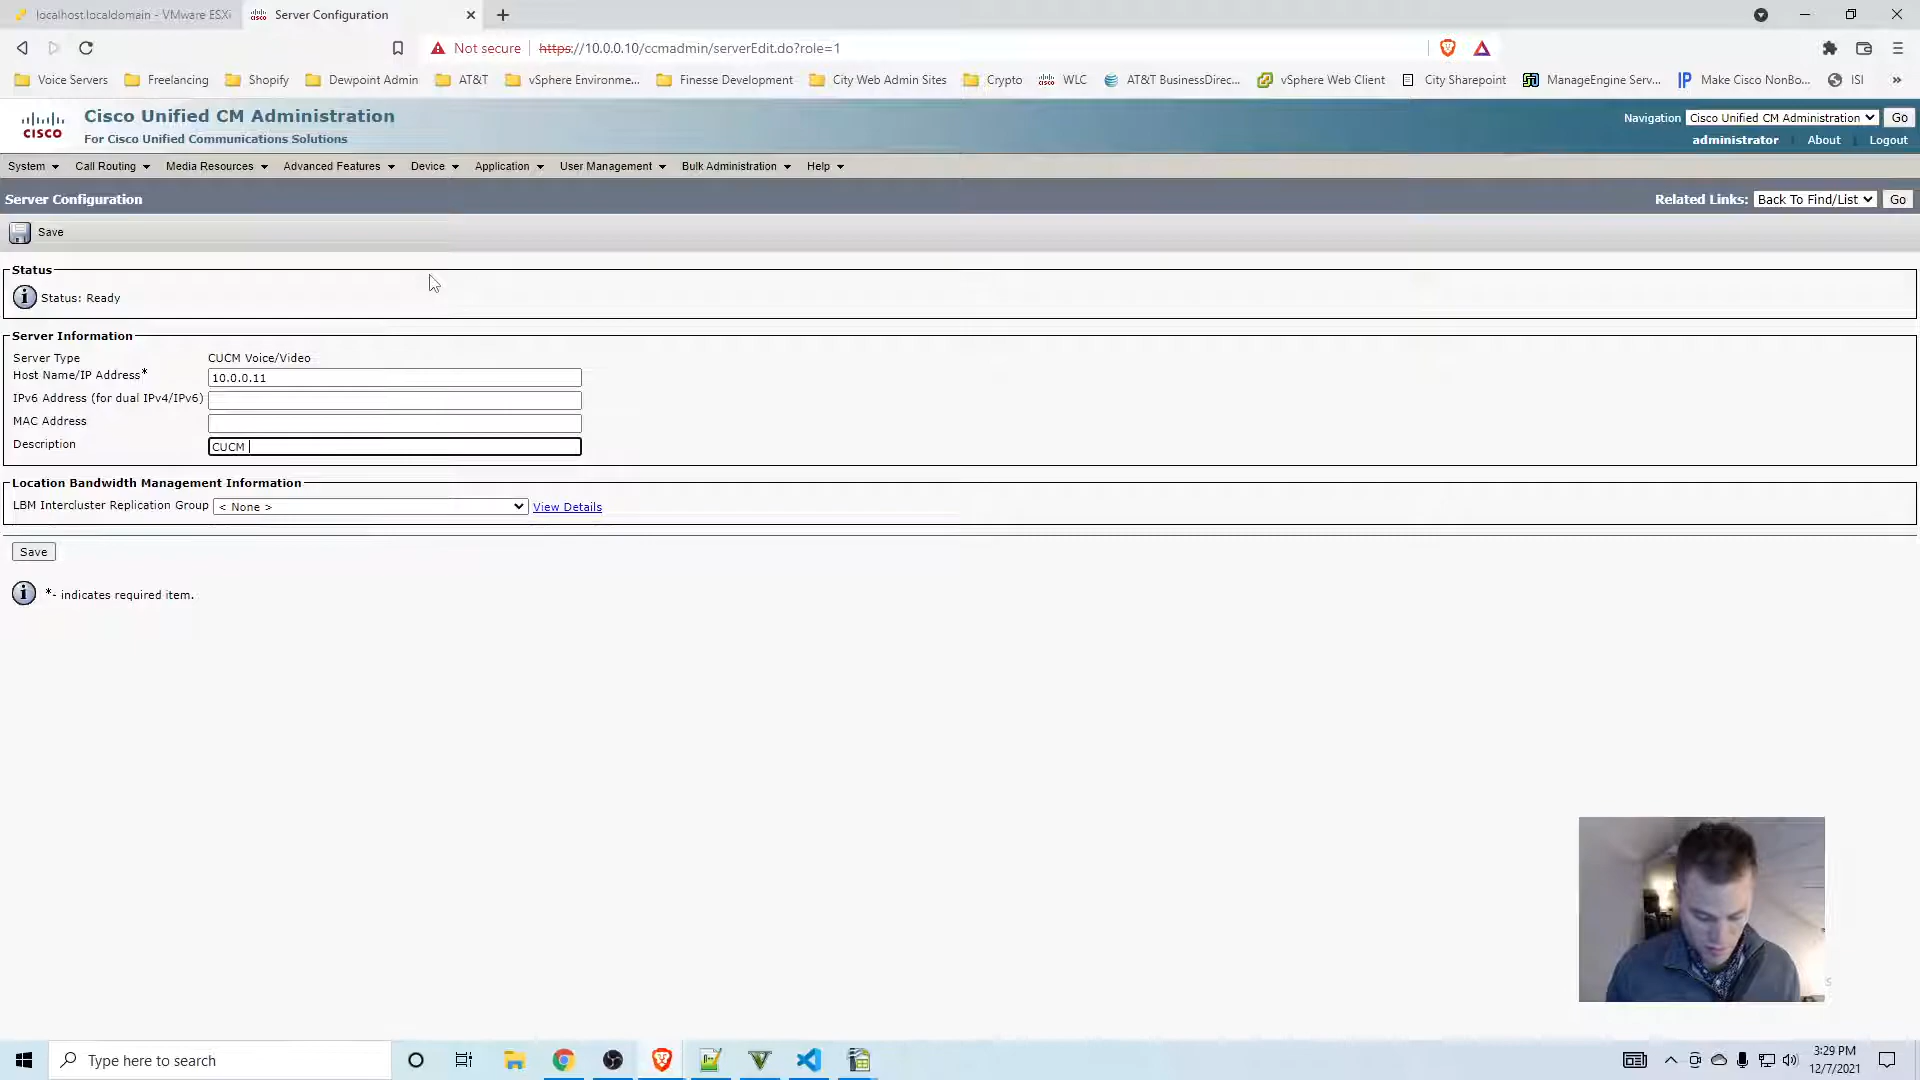 localhost.localdomain - VMware ESXi
Server Configuration
Not secure
https://10.0.0.10/ccmadmin/serverEdit.do?role=1
Voice Servers Freelancing Shopify Dewpoint Admin AT&T vSphere Environme... Finesse Development City Web Admin Sites Crypto WLC AT&T BusinessDirec... vSphere Web Client City Sharepoint ManageEngine Serv... Make Cisco NonBo... ISI »
CISCO
Cisco Unified CM Administration
For Cisco Unified Communications Solutions
Navigation Cisco Unified CM Administration Go
administrator About Logout
System Call Routing Media Resources Advanced Features Device Application User Management Bulk Administration Help
Server Configuration
Related Links: Back To Find/List Go
Save
Status
Status: Ready
Server Information
Server Type CUCM Voice/Video
Host Name/IP Address* 10.0.0.11
IPv6 Address (for dual IPv4/IPv6)
MAC Address
Description CUCM
Location Bandwidth Management Information
LBM Intercluster Replication Group < None > View Details
Save
*- indicates required item.
Type here to search
3:29 PM
12/7/2021